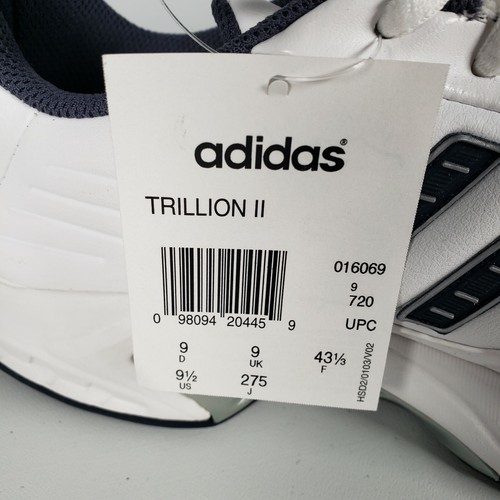 adidas®
TRILLION II
016069
9
720
0 98094 20445 9 UPC
9 9 43⅓
D UK F
9½ 275
US J
HSD2/0103/V02